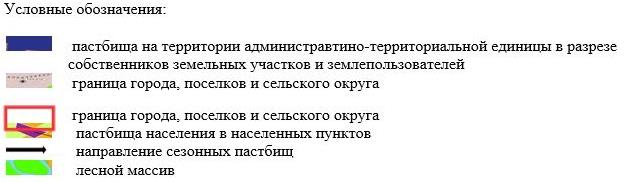 Условные обозначения:
пастбища на территории административно-территориальной единицы в разрезе
собственников земельных участков и землепользователей
граница города, поселков и сельского округа
граница города, поселков и сельского округа
пастбища населения в населенных пунктов
направление сезонных пастбищ
лесной массив